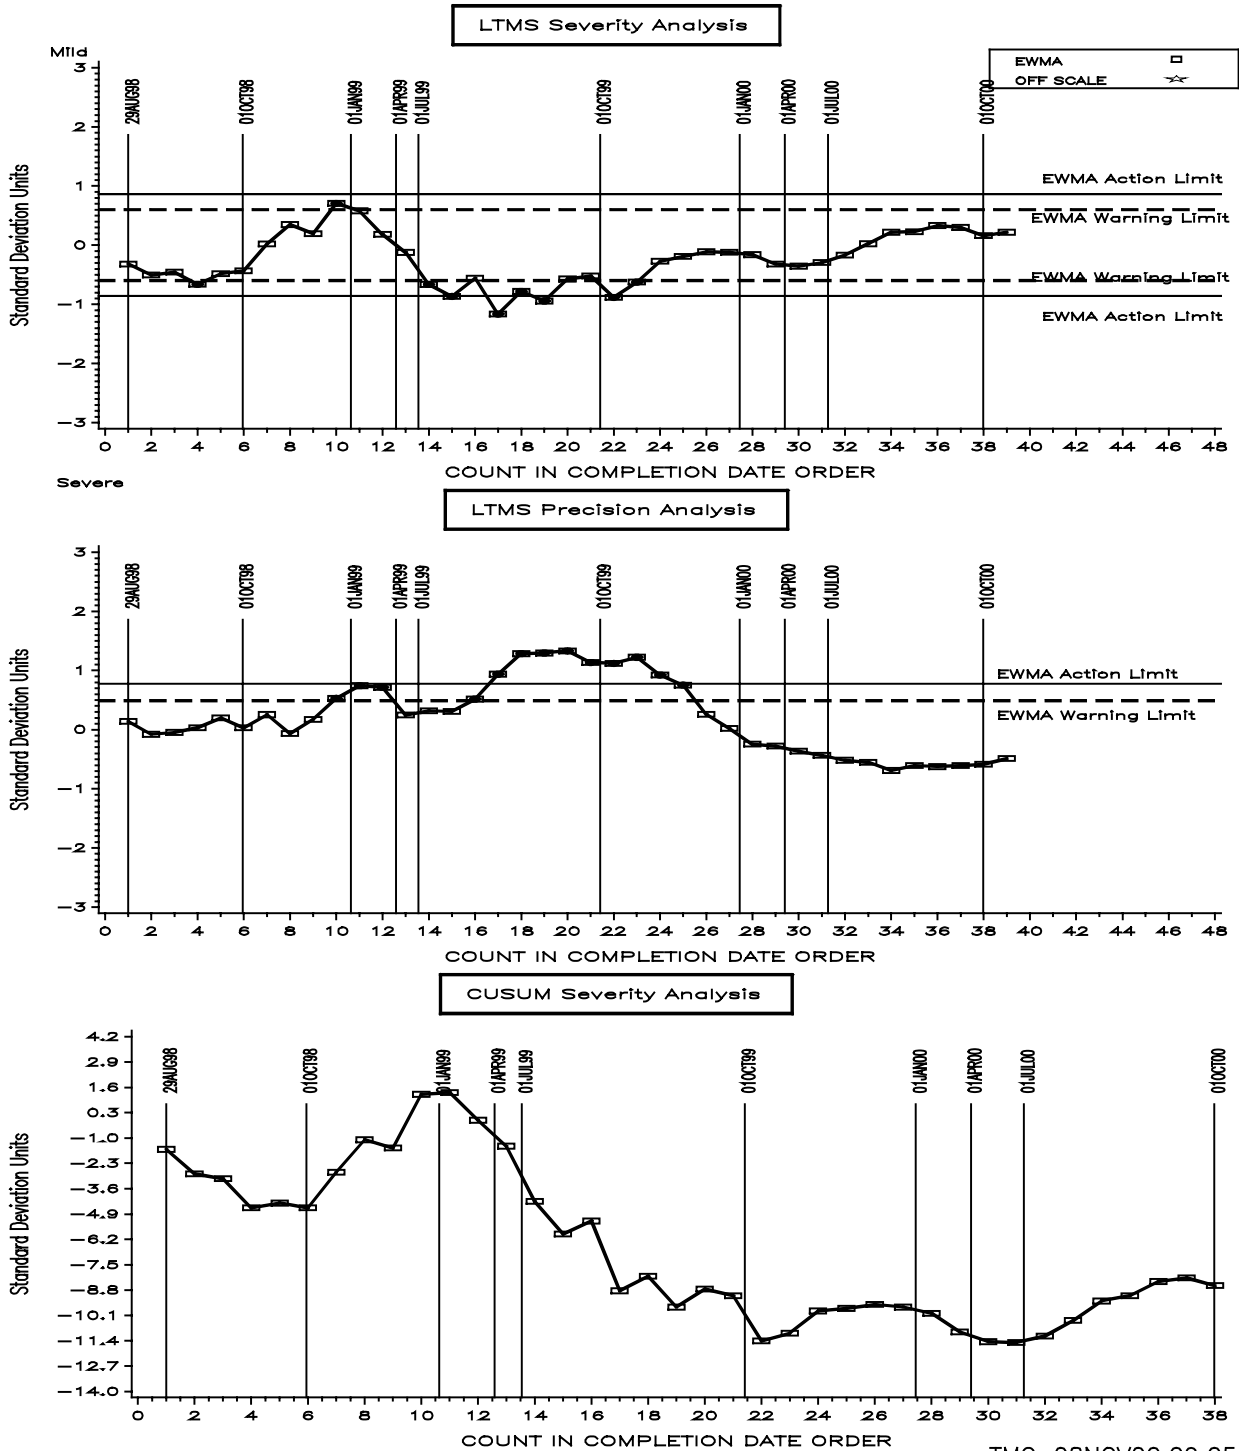 LTMS Severity Analysis
Mild
EWMA
OFF SCALE
29AUG98 01OCT98 01JAN99 01APR99 01JUL99 01OCT99 01JAN00 01APR00 01JUL00 01OCT00
Standard Deviation Units
3
2
1
0
-1
-2
-3
EWMA Action Limit
EWMA Warning Limit
EWMA Warning Limit
EWMA Action Limit
0 2 4 6 8 10 12 14 16 18 20 22 24 26 28 30 32 34 36 38 40 42 44 46 48
COUNT IN COMPLETION DATE ORDER
Severe
LTMS Precision Analysis
29AUG98 01OCT98 01JAN99 01APR99 01JUL99 01OCT99 01JAN00 01APR00 01JUL00 01OCT00
Standard Deviation Units
3
2
1
0
-1
-2
-3
EWMA Action Limit
EWMA Warning Limit
0 2 4 6 8 10 12 14 16 18 20 22 24 26 28 30 32 34 36 38 40 42 44 46 48
COUNT IN COMPLETION DATE ORDER
CUSUM Severity Analysis
29AUG98 01OCT98 01JAN99 01APR99 01JUL99 01OCT99 01JAN00 01APR00 01JUL00 01OCT00
Standard Deviation Units
4.2
2.9
1.6
0.3
-1.0
-2.3
-3.6
-4.9
-6.2
-7.5
-8.8
-10.1
-11.4
-12.7
-14.0
0 2 4 6 8 10 12 14 16 18 20 22 24 26 28 30 32 34 36 38
COUNT IN COMPLETION DATE ORDER